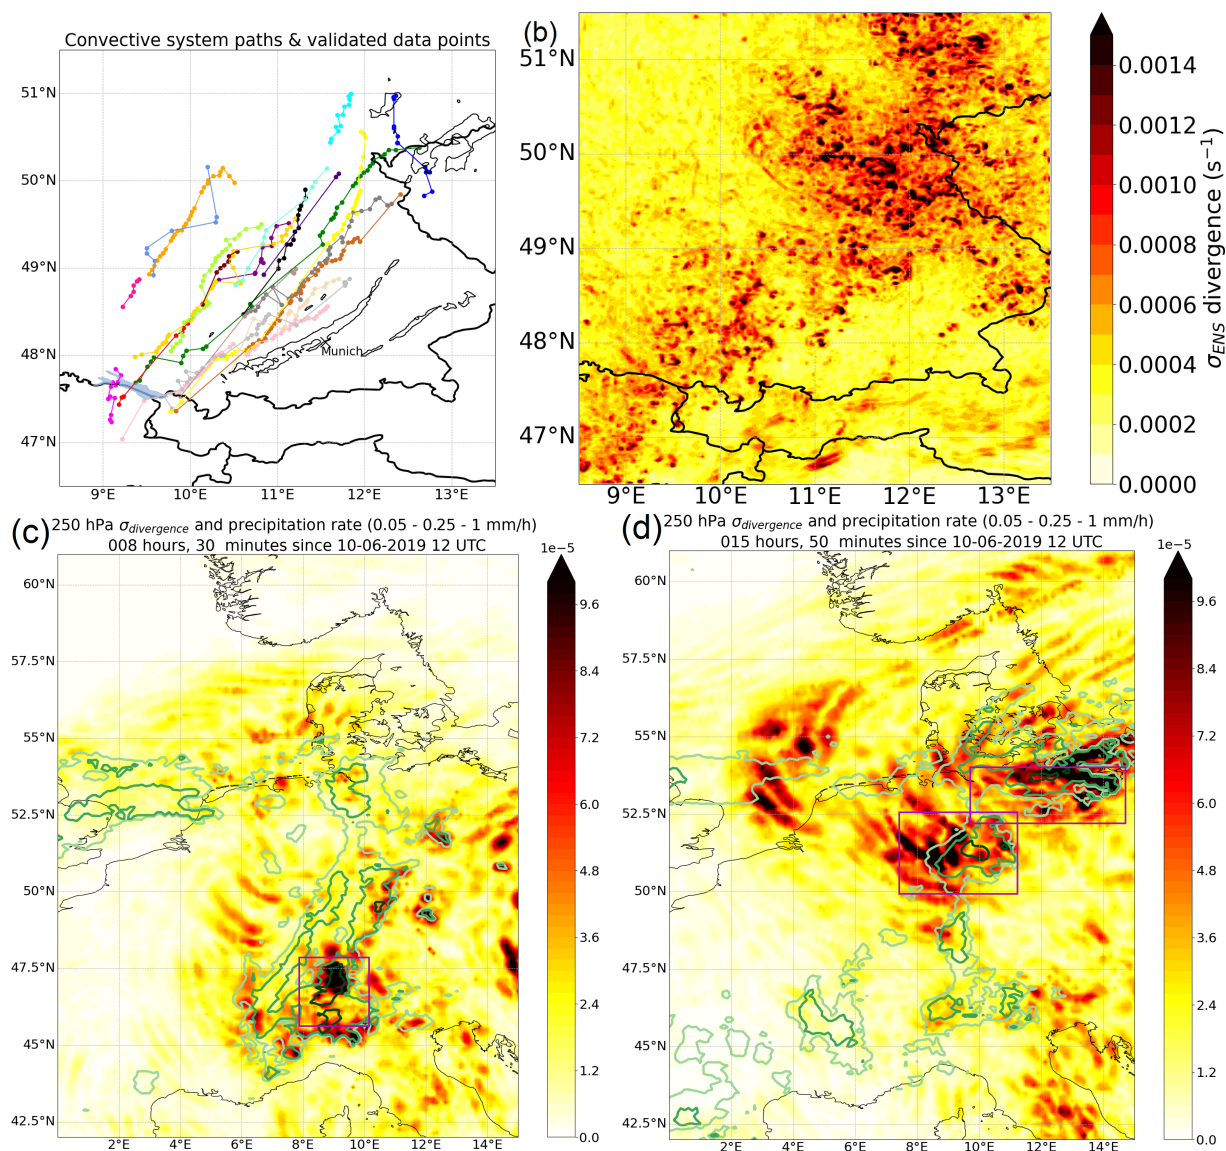 Convective system paths & validated data points
51°N
50°N
49°N
48°N
47°N
9°E
10°E
11°E
12°E
13°E
Munich
(b)
51°N
50°N
49°N
48°N
47°N
9°E
10°E
11°E
12°E
13°E
0.0014
0.0012
0.0010
0.0008
0.0006
0.0004
0.0002
0.0000
σENS divergence (s−1)
(c)
250 hPa σdivergence and precipitation rate (0.05 - 0.25 - 1 mm/h)
008 hours, 30 minutes since 10-06-2019 12 UTC
1e−5
60°N
57.5°N
55°N
52.5°N
50°N
47.5°N
45°N
42.5°N
2°E
4°E
6°E
8°E
10°E
12°E
14°E
9.6
8.4
7.2
6.0
4.8
3.6
2.4
1.2
0.0
(d)
250 hPa σdivergence and precipitation rate (0.05 - 0.25 - 1 mm/h)
015 hours, 50 minutes since 10-06-2019 12 UTC
1e−5
60°N
57.5°N
55°N
52.5°N
50°N
47.5°N
45°N
42.5°N
2°E
4°E
6°E
8°E
10°E
12°E
14°E
9.6
8.4
7.2
6.0
4.8
3.6
2.4
1.2
0.0